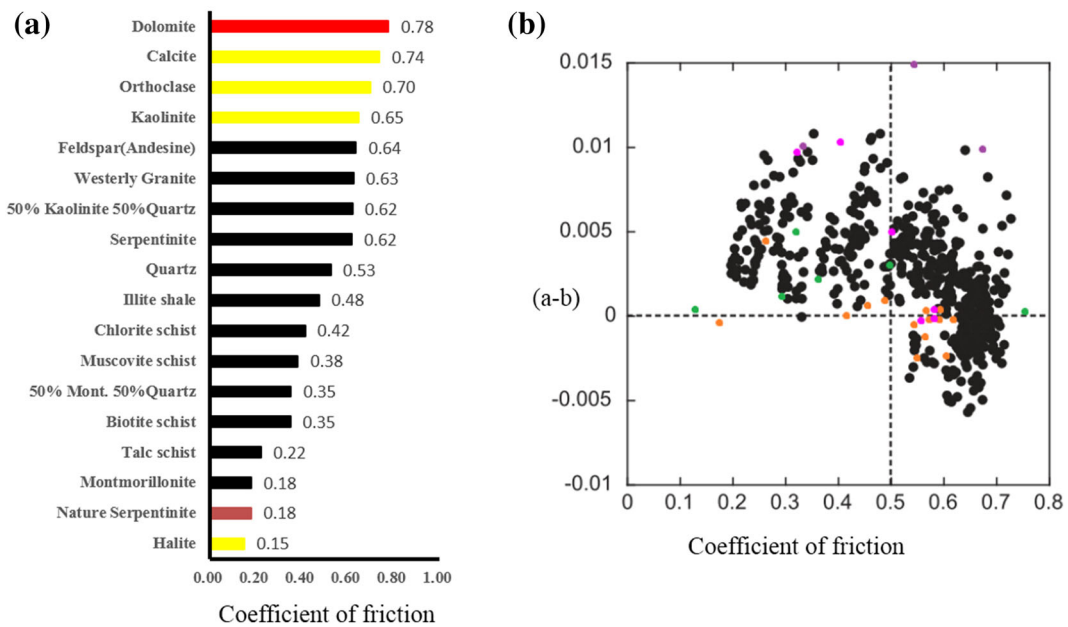 (a)
Dolomite 0.78
Calcite 0.74
Orthoclase 0.70
Kaolinite 0.65
Feldspar(Andesine) 0.64
Westerly Granite 0.63
50% Kaolinite 50%Quartz 0.62
Serpentinite 0.62
Quartz 0.53
Illite shale 0.48
Chlorite schist 0.42
Muscovite schist 0.38
50% Mont. 50%Quartz 0.35
Biotite schist 0.35
Talc schist 0.22
Montmorillonite 0.18
Nature Serpentinite 0.18
Halite 0.15
0.00 0.20 0.40 0.60 0.80 1.00
Coefficient of friction
(b)
0.015
0.01
0.005
(a-b)
0
-0.005
-0.01
0 0.1 0.2 0.3 0.4 0.5 0.6 0.7 0.8
Coefficient of friction